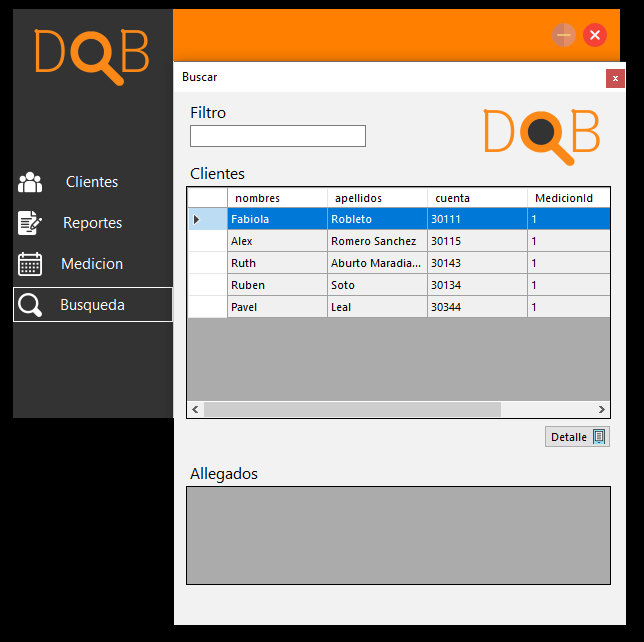 DQB
Buscar
Filtro
DQB
Clientes
Reportes
Medicion
Busqueda
Clientes
nombres apellidos cuenta MedicionId
Fabiola Robleto 30111 1
Alex Romero Sanchez 30115 1
Ruth Aburto Maradia... 30143 1
Ruben Soto 30134 1
Pavel Leal 30344 1
Detalle
Allegados